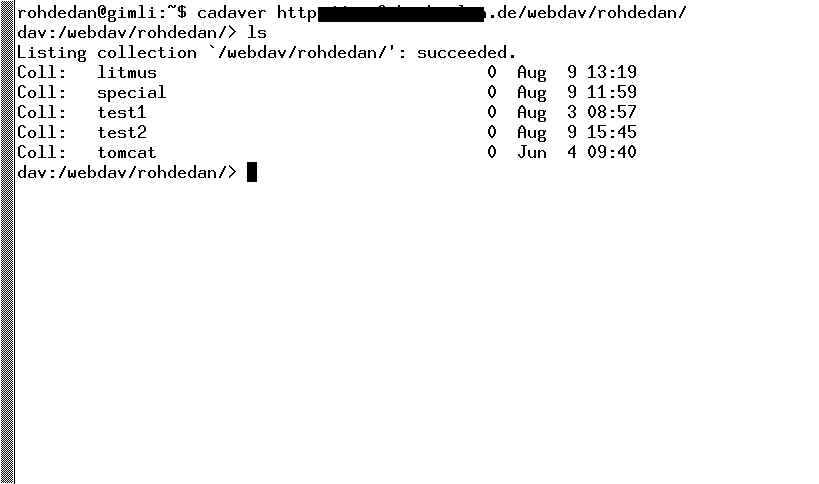 rohdedan@gimli:~$ cadaver http .de/webdav/rohdedan/
dav:/webdav/rohdedan/> ls
Listing collection `/webdav/rohdedan/': succeeded.
Coll:   litmus                                 0  Aug  9 13:19
Coll:   special                                0  Aug  9 11:59
Coll:   test1                                  0  Aug  3 08:57
Coll:   test2                                  0  Aug  9 15:45
Coll:   tomcat                                 0  Jun  4 09:40
dav:/webdav/rohdedan/>